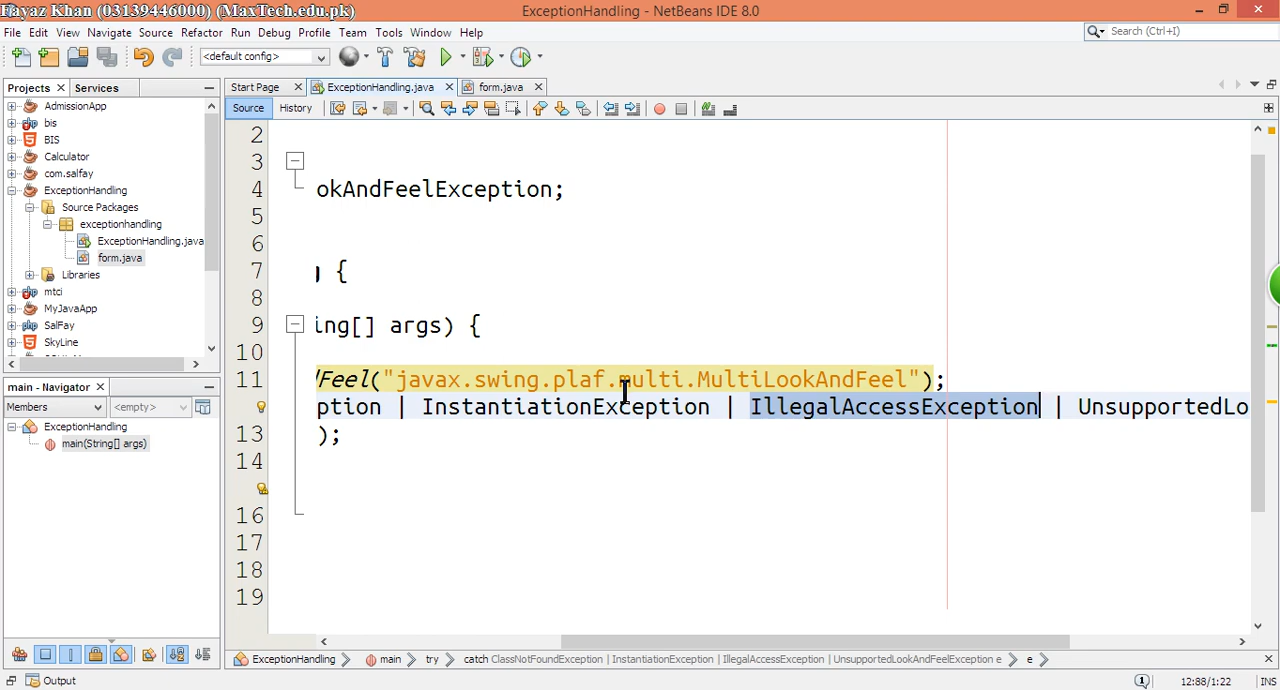 Fayaz Khan (03139446000) (MaxTech.edu.pk)
ExceptionHandling - NetBeans IDE 8.0
File Edit View Navigate Source Refactor Run Debug Profile Team Tools Window Help
Search (Ctrl+I)
<default config>
Projects Services
Start Page ExceptionHandling.java form.java
Source History
AdmissionApp
bis
BIS
Calculator
com.salfay
ExceptionHandling
Source Packages
exceptionhandling
ExceptionHandling.java
form.java
Libraries
mtci
MyJavaApp
SalFay
SkyLine
main - Navigator
Members <empty>
ExceptionHandling
main(String[] args)
2
3
4 okAndFeelException;
5
6
7 g {
8
9 ing[] args) {
10
11 dFeel("javax.swing.plaf.multi.MultiLookAndFeel");
ption | InstantiationException | IllegalAccessException | UnsupportedLo
13 );
14
16
17
18
19
ExceptionHandling main try catch ClassNotFoundException | InstantiationException | IllegalAccessException | UnsupportedLookAndFeelException e e
Output
1 12:88/1:22 INS